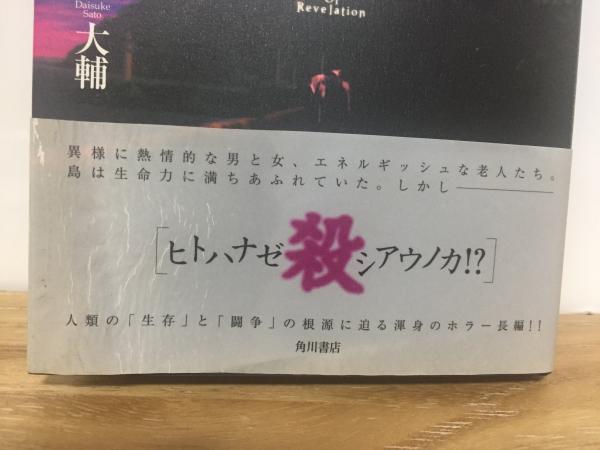 Revelation
Daisuke
Sato
大輔
異様に熱情的な男と女、エネルギッシュな老人たち。
島は生命力に満ちあふれていた。しかし————
[ヒトハナゼ殺シアウノカ!?]
人類の「生存」と「闘争」の根源に迫る渾身のホラー長編!!
角川書店